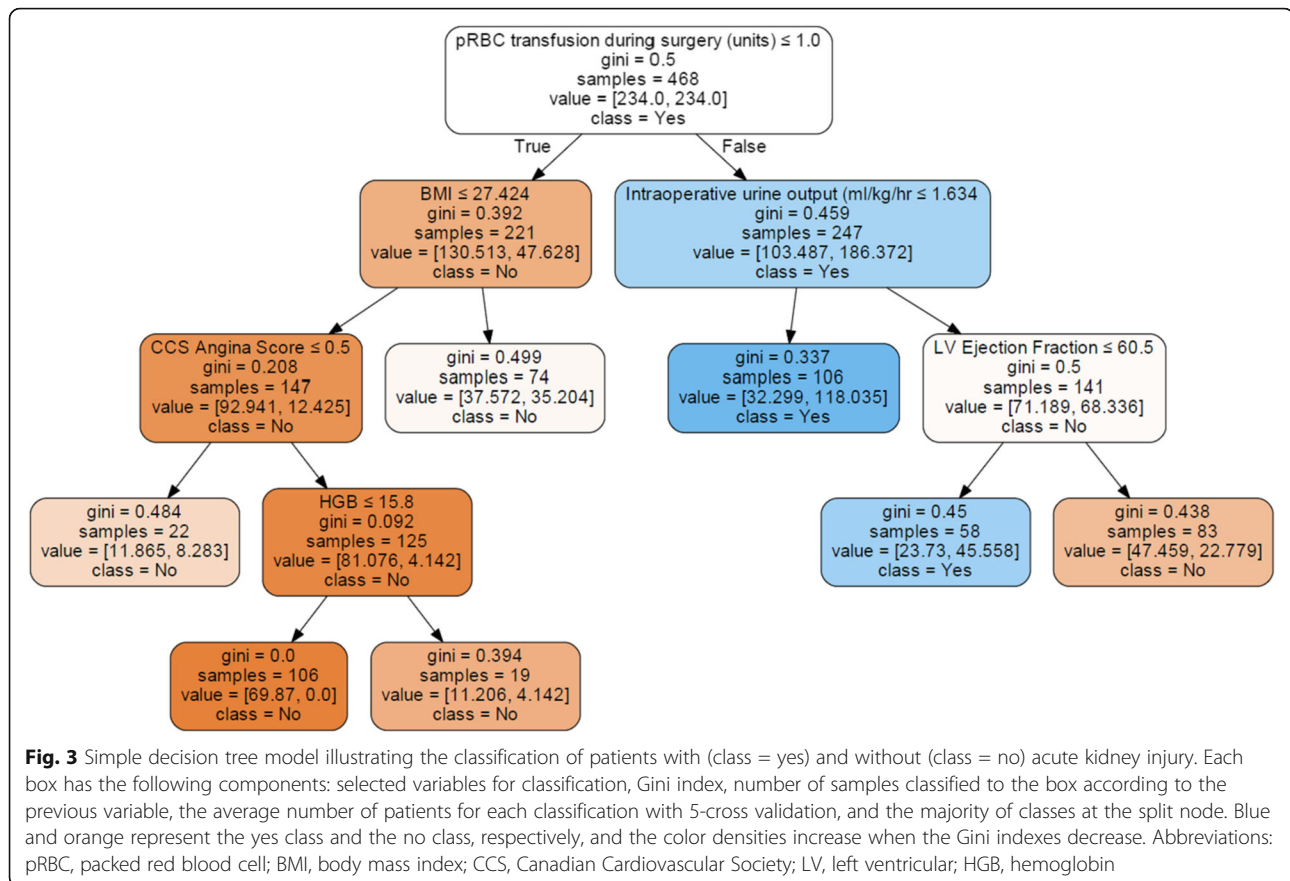 pRBC transfusion during surgery (units) ≤ 1.0
gini = 0.5
samples = 468
value = [234.0, 234.0]
class = Yes
True
False
BMI ≤ 27.424
gini = 0.392
samples = 221
value = [130.513, 47.628]
class = No
Intraoperative urine output (ml/kg/hr ≤ 1.634
gini = 0.459
samples = 247
value = [103.487, 186.372]
class = Yes
CCS Angina Score ≤ 0.5
gini = 0.208
samples = 147
value = [92.941, 12.425]
class = No
gini = 0.499
samples = 74
value = [37.572, 35.204]
class = No
gini = 0.337
samples = 106
value = [32.299, 118.035]
class = Yes
LV Ejection Fraction ≤ 60.5
gini = 0.5
samples = 141
value = [71.189, 68.336]
class = No
gini = 0.484
samples = 22
value = [11.865, 8.283]
class = No
HGB ≤ 15.8
gini = 0.092
samples = 125
value = [81.076, 4.142]
class = No
gini = 0.45
samples = 58
value = [23.73, 45.558]
class = Yes
gini = 0.438
samples = 83
value = [47.459, 22.779]
class = No
gini = 0.0
samples = 106
value = [69.87, 0.0]
class = No
gini = 0.394
samples = 19
value = [11.206, 4.142]
class = No
Fig. 3 Simple decision tree model illustrating the classification of patients with (class = yes) and without (class = no) acute kidney injury. Each
box has the following components: selected variables for classification, Gini index, number of samples classified to the box according to the
previous variable, the average number of patients for each classification with 5-cross validation, and the majority of classes at the split node. Blue
and orange represent the yes class and the no class, respectively, and the color densities increase when the Gini indexes decrease. Abbreviations:
pRBC, packed red blood cell; BMI, body mass index; CCS, Canadian Cardiovascular Society; LV, left ventricular; HGB, hemoglobin